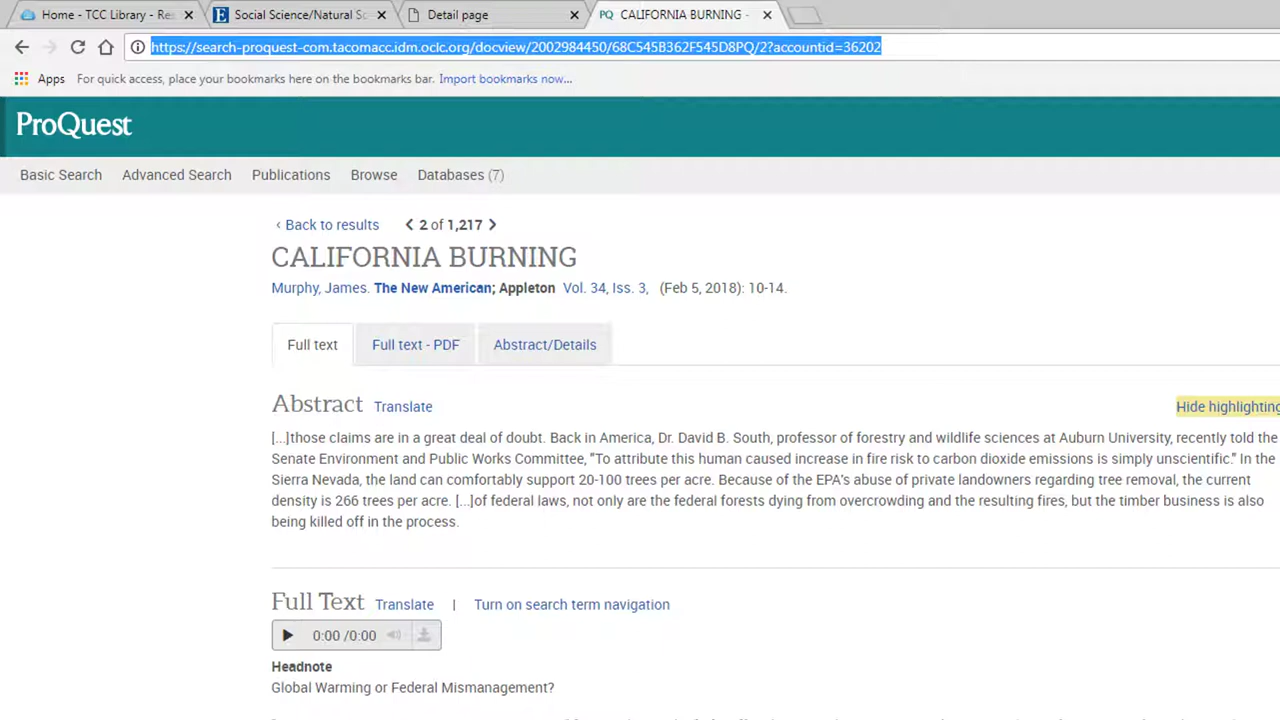 Home - TCC Library - Res
Social Science/Natural Sc
Detail page
PQ CALIFORNIA BURNING -
https://search-proquest-com.tacomacc.idm.oclc.org/docview/2002984450/68C545B362F545D8PQ/2?accountid=36202
Apps For quick access, place your bookmarks here on the bookmarks bar. Import bookmarks now...
ProQuest
Basic Search Advanced Search Publications Browse Databases (7)
‹ Back to results 2 of 1,217
CALIFORNIA BURNING
Murphy, James. The New American; Appleton Vol. 34, Iss. 3, (Feb 5, 2018): 10-14.
Full text Full text - PDF Abstract/Details
Abstract Translate Hide highlighting
[...]those claims are in a great deal of doubt. Back in America, Dr. David B. South, professor of forestry and wildlife sciences at Auburn University, recently told the
Senate Environment and Public Works Committee, "To attribute this human caused increase in fire risk to carbon dioxide emissions is simply unscientific." In the
Sierra Nevada, the land can comfortably support 20-100 trees per acre. Because of the EPA's abuse of private landowners regarding tree removal, the current
density is 266 trees per acre. [...]of federal laws, not only are the federal forests dying from overcrowding and the resulting fires, but the timber business is also
being killed off in the process.
Full Text Translate | Turn on search term navigation
0:00 /0:00
Headnote
Global Warming or Federal Mismanagement?